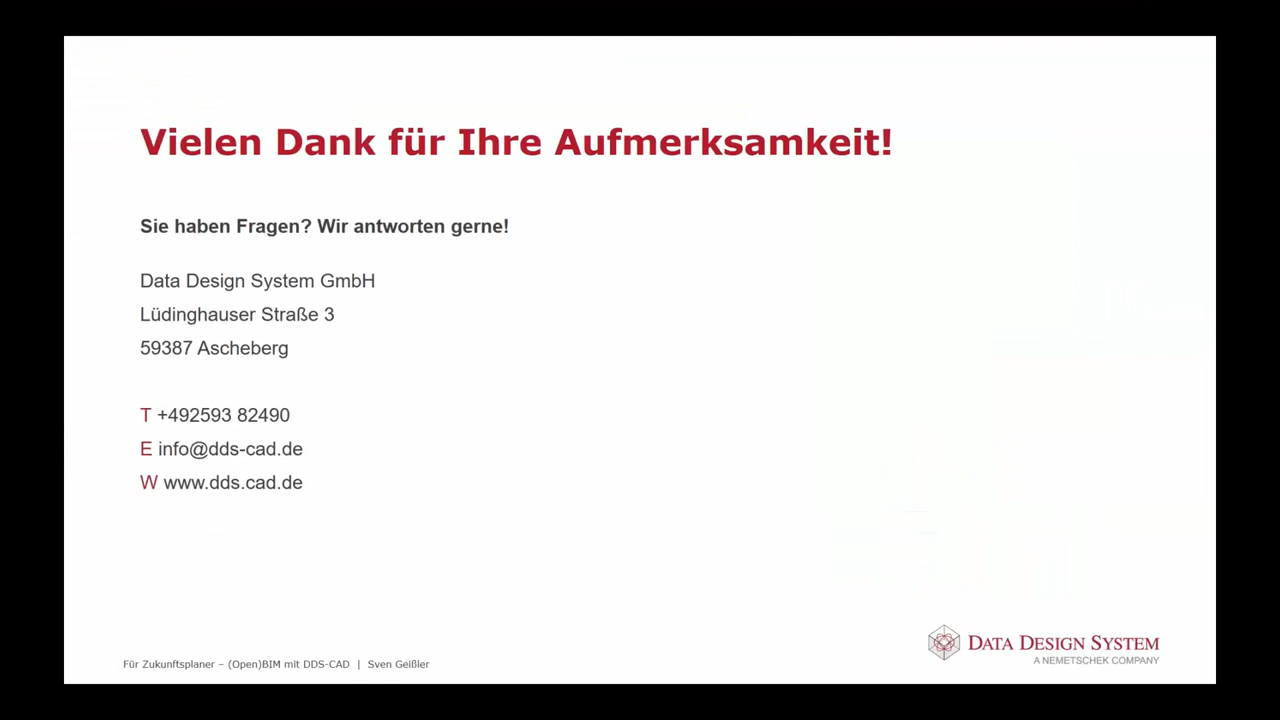 Vielen Dank für Ihre Aufmerksamkeit!
Sie haben Fragen? Wir antworten gerne!
Data Design System GmbH
Lüdinghauser Straße 3
59387 Ascheberg
T +492593 82490
E info@dds-cad.de
W www.dds.cad.de
Für Zukunftsplaner – (Open)BIM mit DDS-CAD | Sven Geißler
DATA DESIGN SYSTEM
A NEMETSCHEK COMPANY